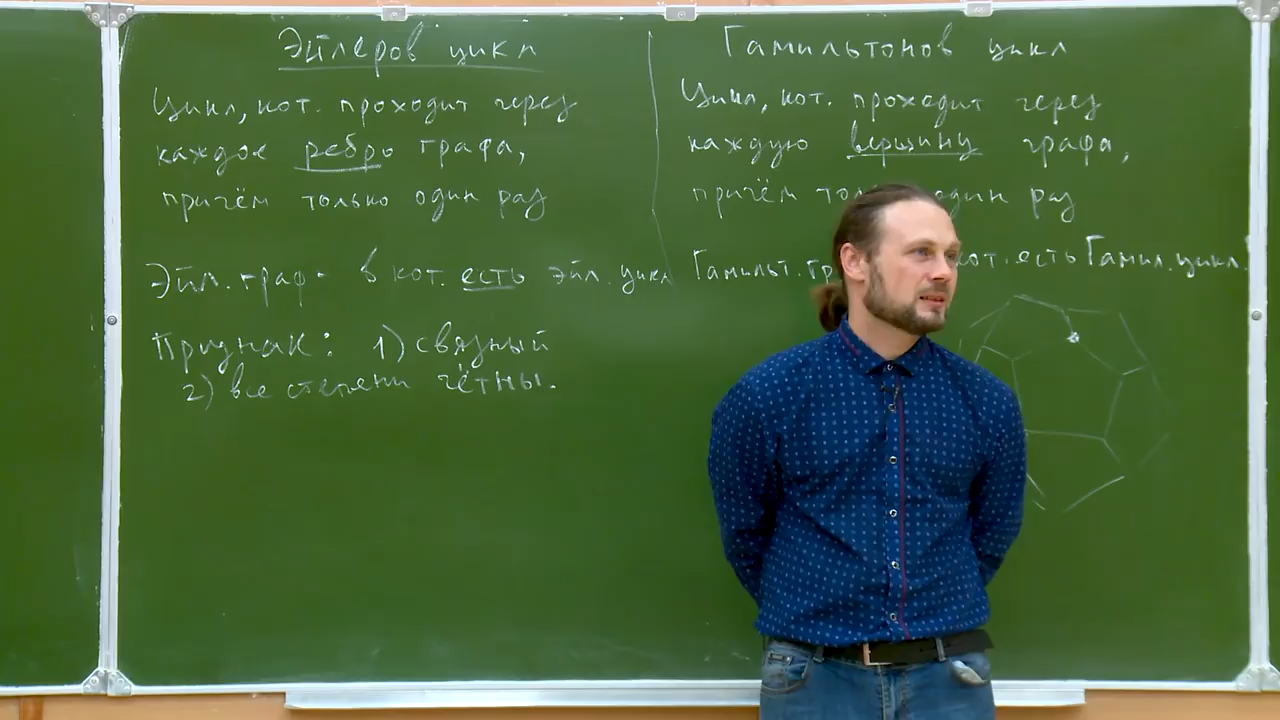 Эйлеров цикл
Цикл, кот. проходит через
каждое ребро графа,
причём только один раз
Эйл. граф - в кот. есть эйл. цикл
Признак: 1) связный
2) все степени чётны.
Гамильтонов цикл
Цикл, кот. проходит через
каждую вершину графа,
причём один раз
Гамильт. кот. есть Гамил. цикл.